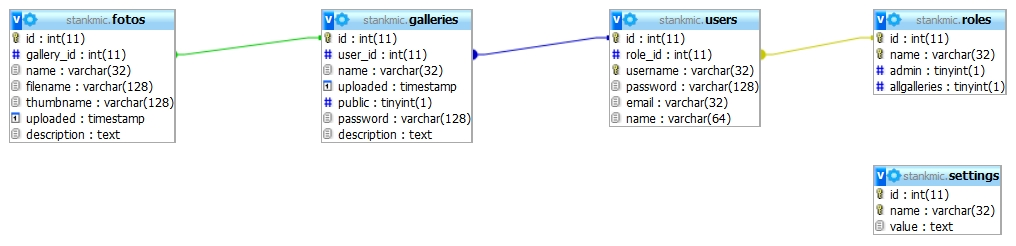 stankmic.fotos
id : int(11)
gallery_id : int(11)
name : varchar(32)
filename : varchar(128)
thumbname : varchar(128)
uploaded : timestamp
description : text
stankmic.galleries
id : int(11)
user_id : int(11)
name : varchar(32)
uploaded : timestamp
public : tinyint(1)
password : varchar(128)
description : text
stankmic.users
id : int(11)
role_id : int(11)
username : varchar(32)
password : varchar(128)
email : varchar(32)
name : varchar(64)
stankmic.roles
id : int(11)
name : varchar(32)
admin : tinyint(1)
allgalleries : tinyint(1)
stankmic.settings
id : int(11)
name : varchar(32)
value : text